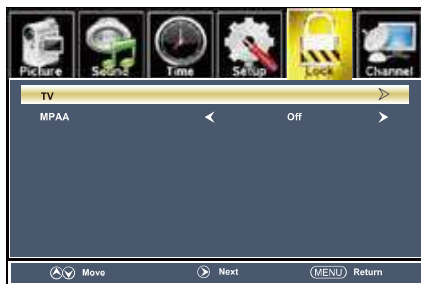 Picture Sound Time Setup Lock Channel
TV
MPAA Off
Move Next MENU Return